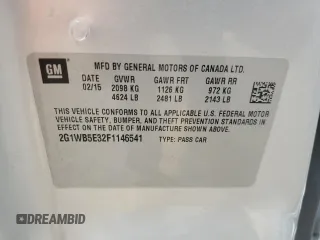 GM
MFD BY GENERAL MOTORS OF CANADA LTD.
DATE GVWR GAWR FRT GAWR RR
02/15 2098 KG 1126 KG 972 KG
4624 LB 2481 LB 2143 LB
THIS VEHICLE CONFORMS TO ALL APPLICABLE U.S. FEDERAL MOTOR
VEHICLE SAFETY, BUMPER, AND THEFT PREVENTION STANDARDS
IN EFFECT ON THE DATE OF MANUFACTURE SHOWN ABOVE.
2G1WB5E32F1146541 TYPE: PASS CAR
DREAMBID